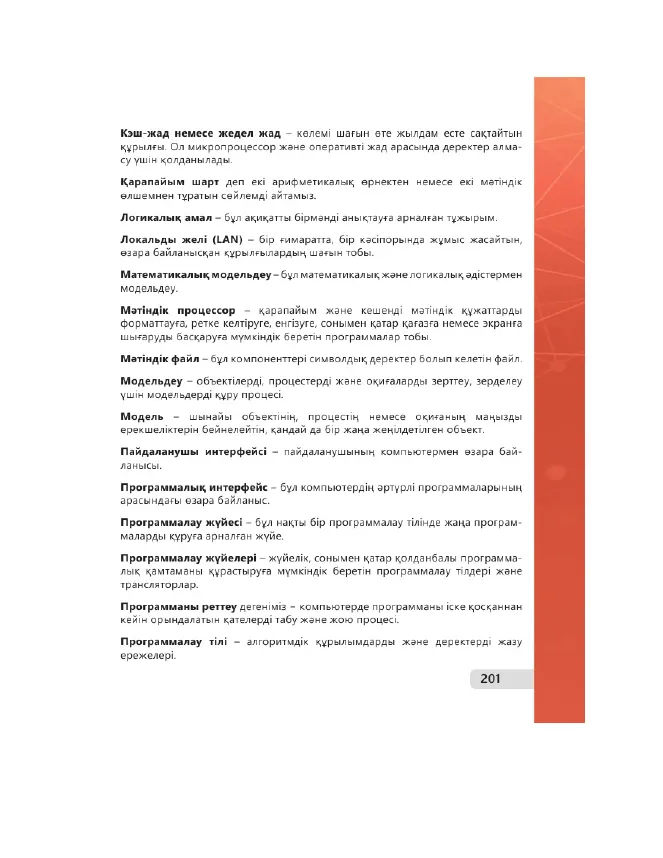 Кэш-жад немесе жедел жад – көлемі шағын өте жылдам есте сақтайтын
құрылғы. Ол микропроцессор және оперативті жад арасында деректер алма-
су үшін қолданылады.
Қарапайым шарт деп екі арифметикалық өрнектен немесе екі мәтіндік
өлшемнен тұратын сөйлемді айтамыз.
Логикалық амал – бұл ақиқатты бірмәнді анықтауға арналған тұжырым.
Локальды желі (LAN) – бір ғимаратта, бір кәсіпорында жұмыс жасайтын,
өзара байланысқан құрылғылардың шағын тобы.
Математикалық модельдеу – бұл математикалық және логикалық әдістермен
модельдеу.
Мәтіндік процессор – қарапайым және кешенді мәтіндік құжаттарды
форматтауға, ретке келтіруге, енгізуге, сонымен қатар қағазға немесе экранға
шығаруды басқаруға мүмкіндік беретін программалар тобы.
Мәтіндік файл – бұл компоненттері символдық деректер болып келетін файл.
Модельдеу – объектілерді, процестерді және оқиғаларды зерттеу, зерделеу
үшін модельдерді құру процесі.
Модель – шынайы объектінің, процестің немесе оқиғаның маңызды
ерекшеліктерін бейнелейтін, қандай да бір жаңа жеңілдетілген объект.
Пайдаланушы интерфейсі – пайдаланушының компьютермен өзара бай-
ланысы.
Программалық интерфейс – бұл компьютердің әртүрлі программаларының
арасындағы өзара байланыс.
Программалау жүйесі – бұл нақты бір программалау тілінде жаңа програм-
маларды құруға арналған жүйе.
Программалау жүйелері – жүйелік, сонымен қатар қолданбалы программа-
лық қамтаманы құрастыруға мүмкіндік беретін программалау тілдері және
трансляторлар.
Программаны реттеу дегеніміз – компьютерде программаны іске қосқаннан
кейін орындалатын қателерді табу және жою процесі.
Программалау тілі – алгоритмдік құрылымдарды және деректерді жазу
ережелері.
201